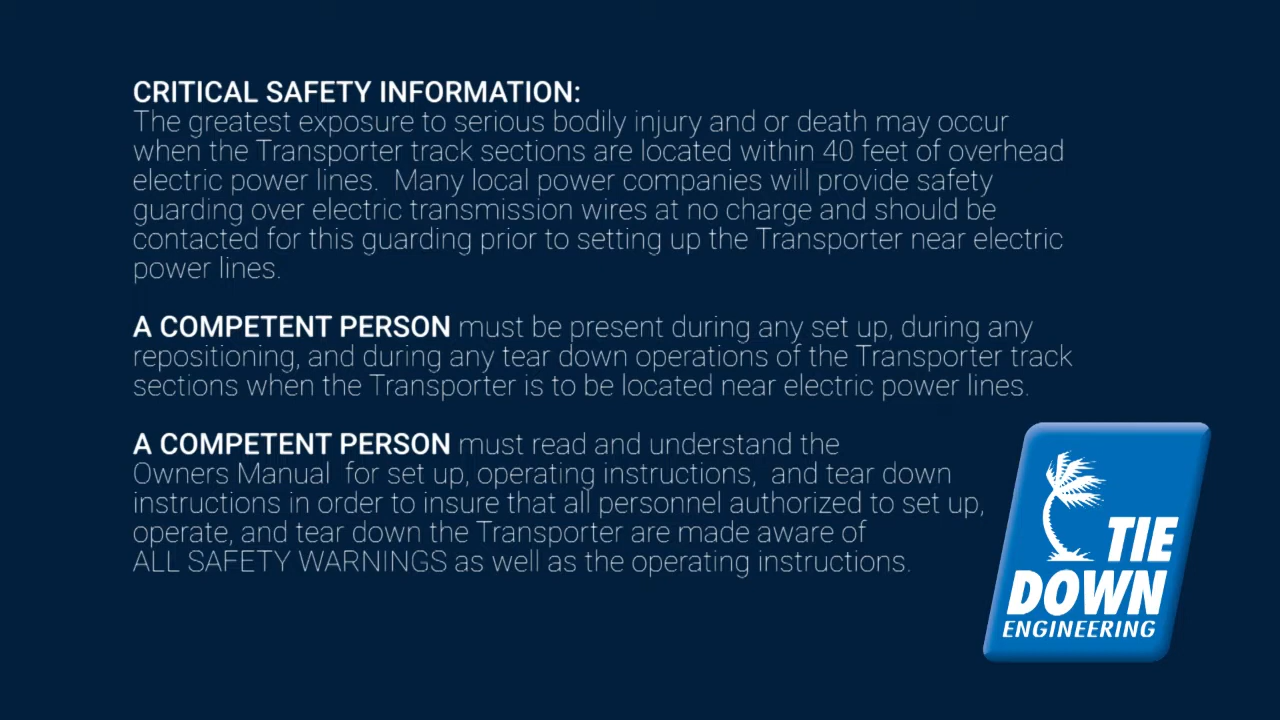 CRITICAL SAFETY INFORMATION:
The greatest exposure to serious bodily injury and or death may occur
when the Transporter track sections are located within 40 feet of overhead
electric power lines.  Many local power companies will provide safety
guarding over electric transmission wires at no charge and should be
contacted for this guarding prior to setting up the Transporter near electric
power lines.
A COMPETENT PERSON must be present during any set up, during any
repositioning, and during any tear down operations of the Transporter track
sections when the Transporter is to be located near electric power lines.
A COMPETENT PERSON must read and understand the
Owners Manual  for set up, operating instructions,  and tear down
instructions in order to insure that all personnel authorized to set up,
operate, and tear down the Transporter are made aware of
ALL SAFETY WARNINGS as well as the operating instructions.
TIE
DOWN
ENGINEERING